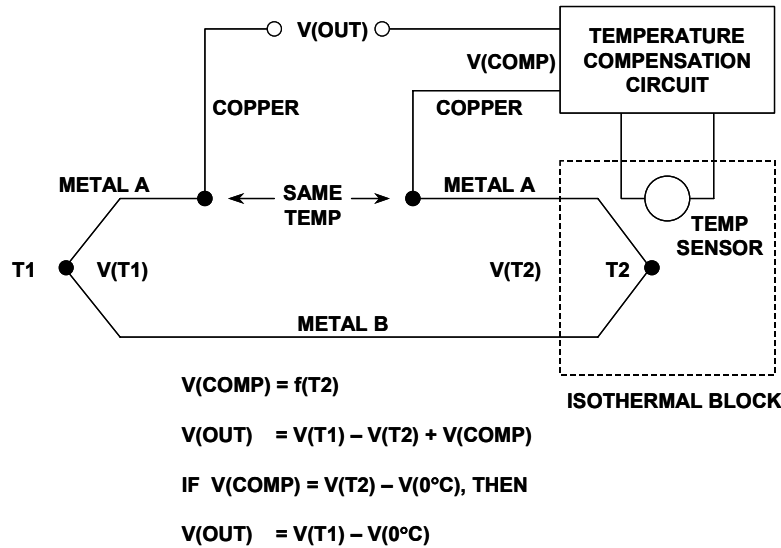 V(OUT)
TEMPERATURE
COMPENSATION
CIRCUIT
V(COMP)
COPPER
COPPER
METAL A
SAME
TEMP
METAL A
TEMP
SENSOR
T1
V(T1)
V(T2)
T2
METAL B
ISOTHERMAL BLOCK
V(COMP) = f(T2)
V(OUT) = V(T1) – V(T2) + V(COMP)
IF V(COMP) = V(T2) – V(0°C), THEN
V(OUT) = V(T1) – V(0°C)